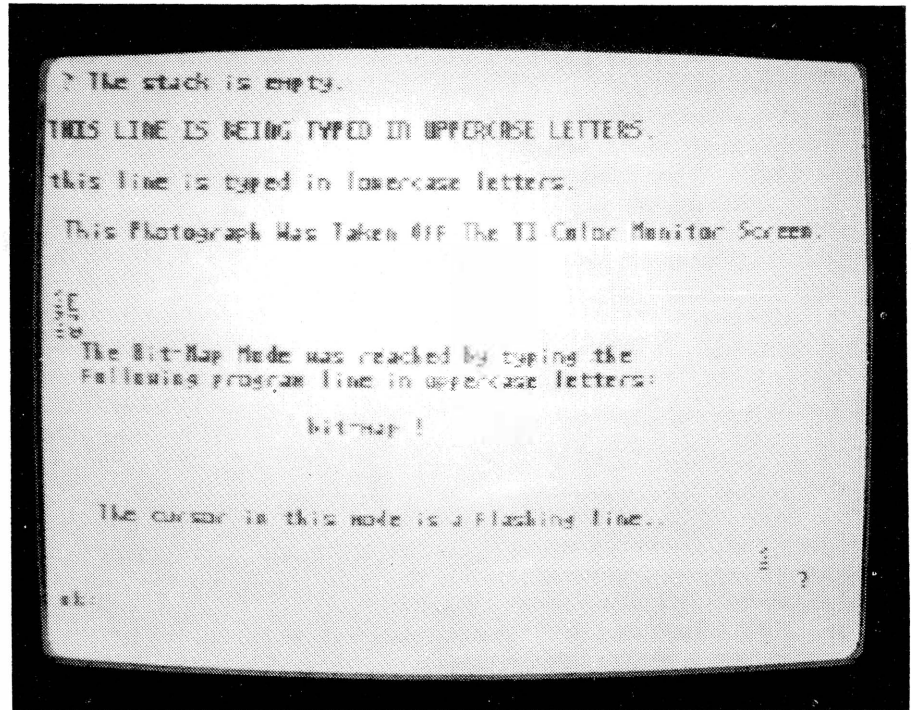 ? The stack is empty.
THIS LINE IS BEING TYPED IN UPPERCASE LETTERS.
this line is typed in lowercase letters.
This Photograph Was Taken Off The TI Color Monitor Screen.
The Bit-Map Mode was reached by typing the
Following program line in uppercase letters:
bit-map !
The cursor in this mode is a Flashing line..
?
ok: